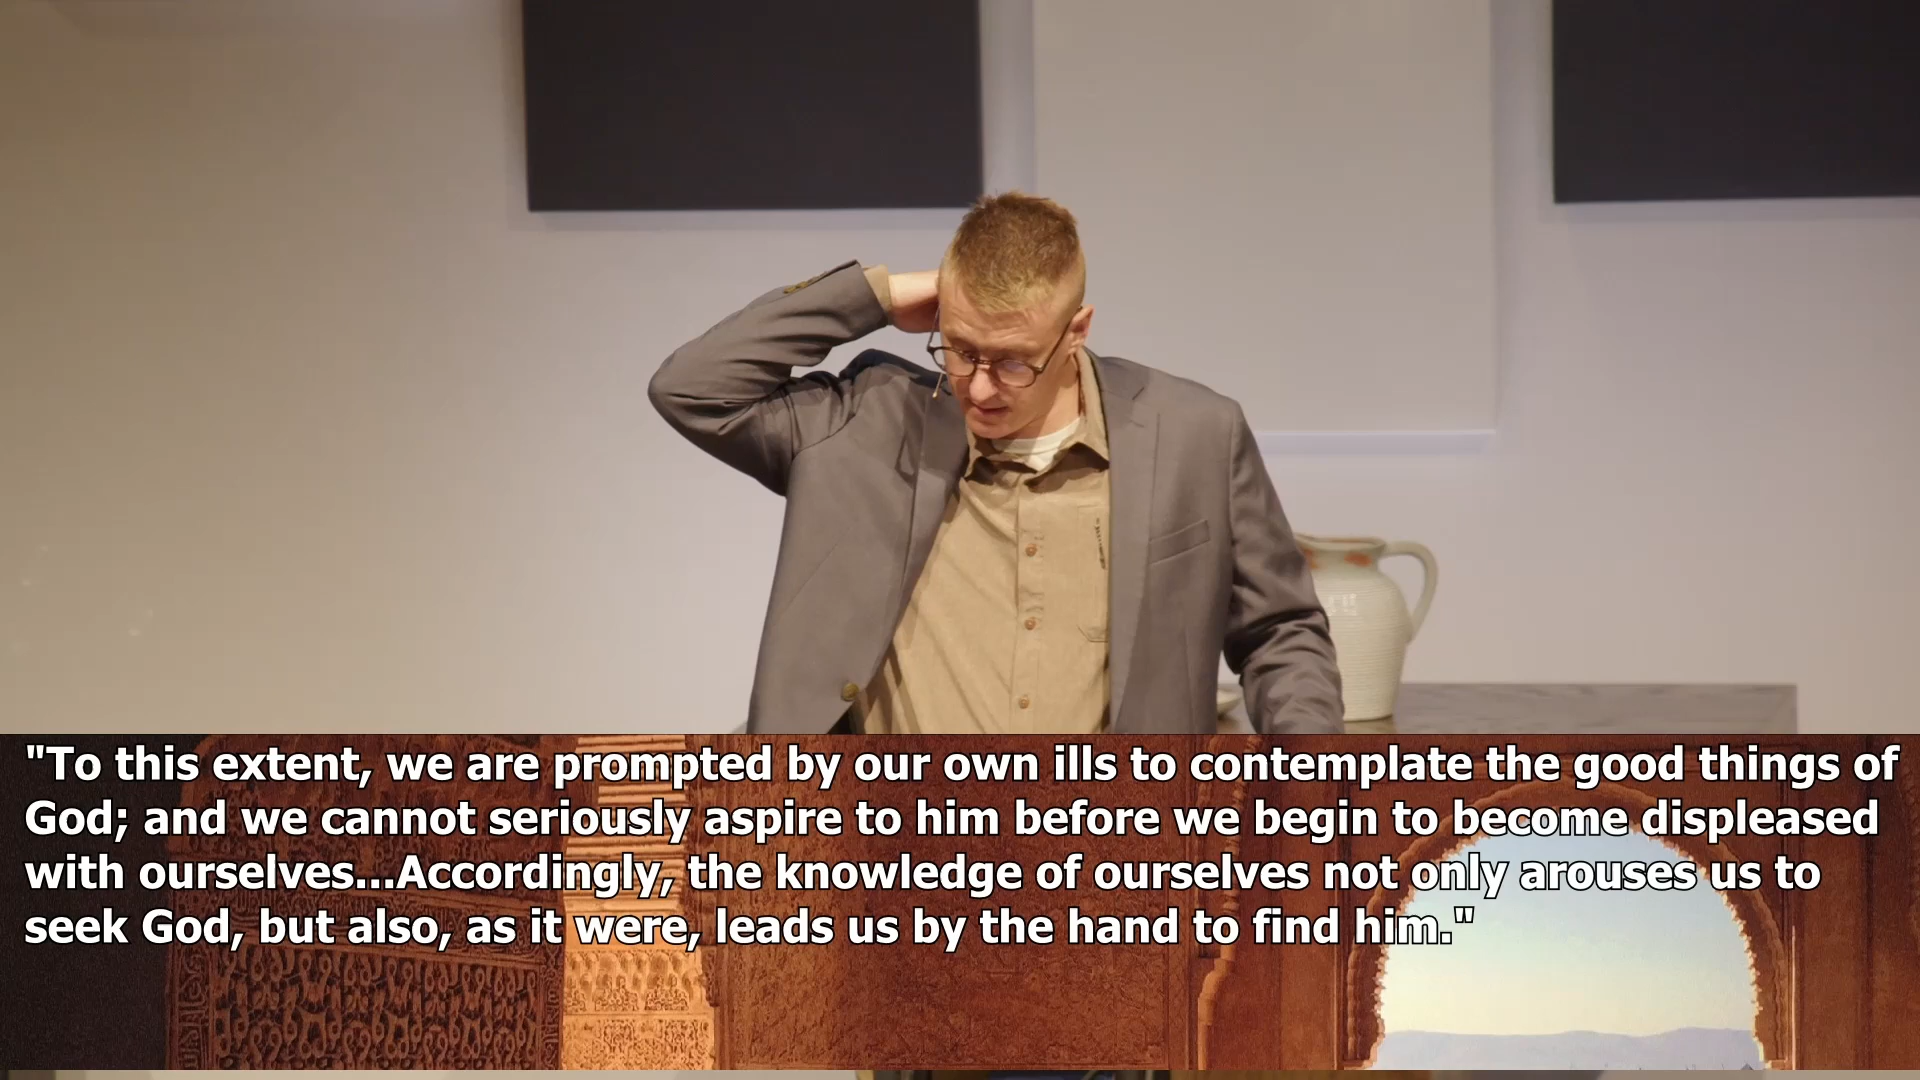 "To this extent, we are prompted by our own ills to contemplate the good things of
God; and we cannot seriously aspire to him before we begin to become displeased
with ourselves...Accordingly, the knowledge of ourselves not only arouses us to
seek God, but also, as it were, leads us by the hand to find him."